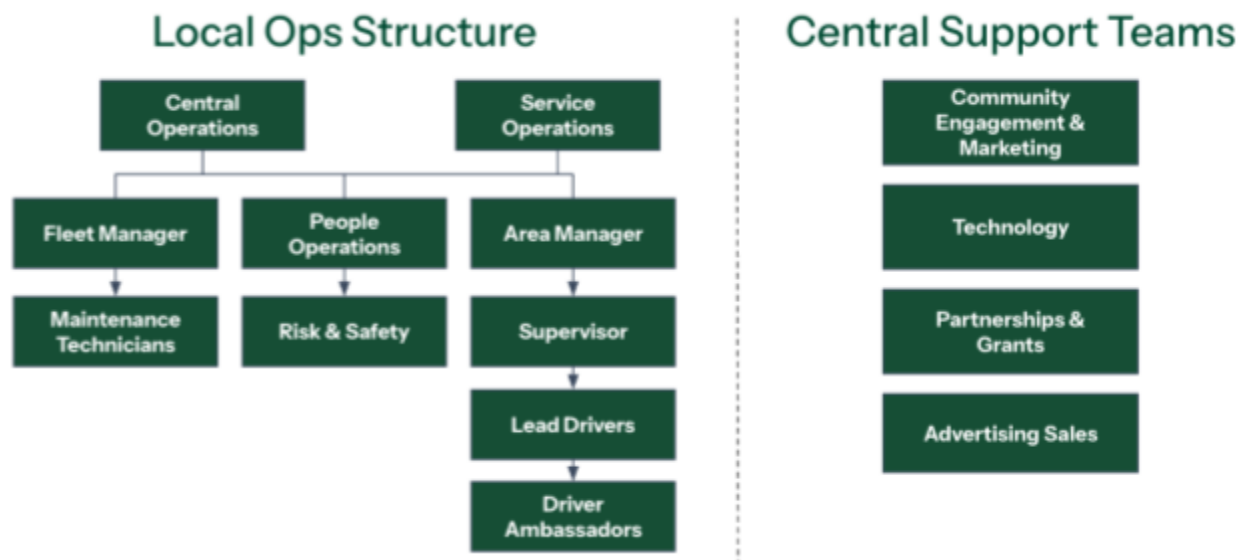 Local Ops Structure
Central Support Teams
Central
Operations
Service
Operations
Fleet Manager
People
Operations
Area Manager
Maintenance
Technicians
Risk & Safety
Supervisor
Lead Drivers
Driver
Ambassadors
Community
Engagement &
Marketing
Technology
Partnerships &
Grants
Advertising Sales